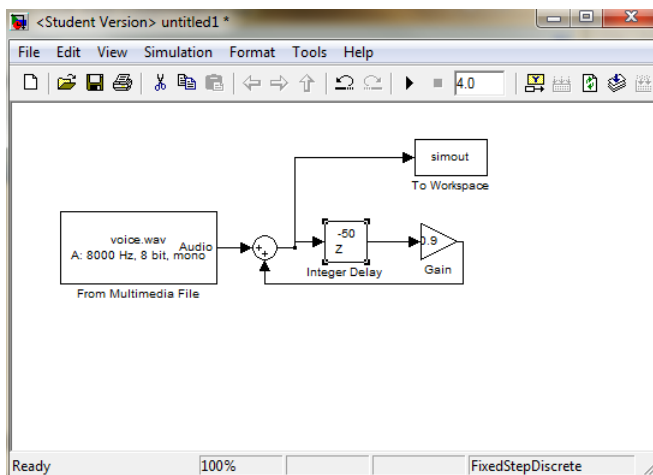 <Student Version> untitled1 *
File Edit View Simulation Format Tools Help
4.0
simout
To Workspace
voice.wav
Audio
A: 8000 Hz, 8 bit, mono
From Multimedia File
+
+
-50
Z
Integer Delay
0.9
Gain
Ready 100% FixedStepDiscrete